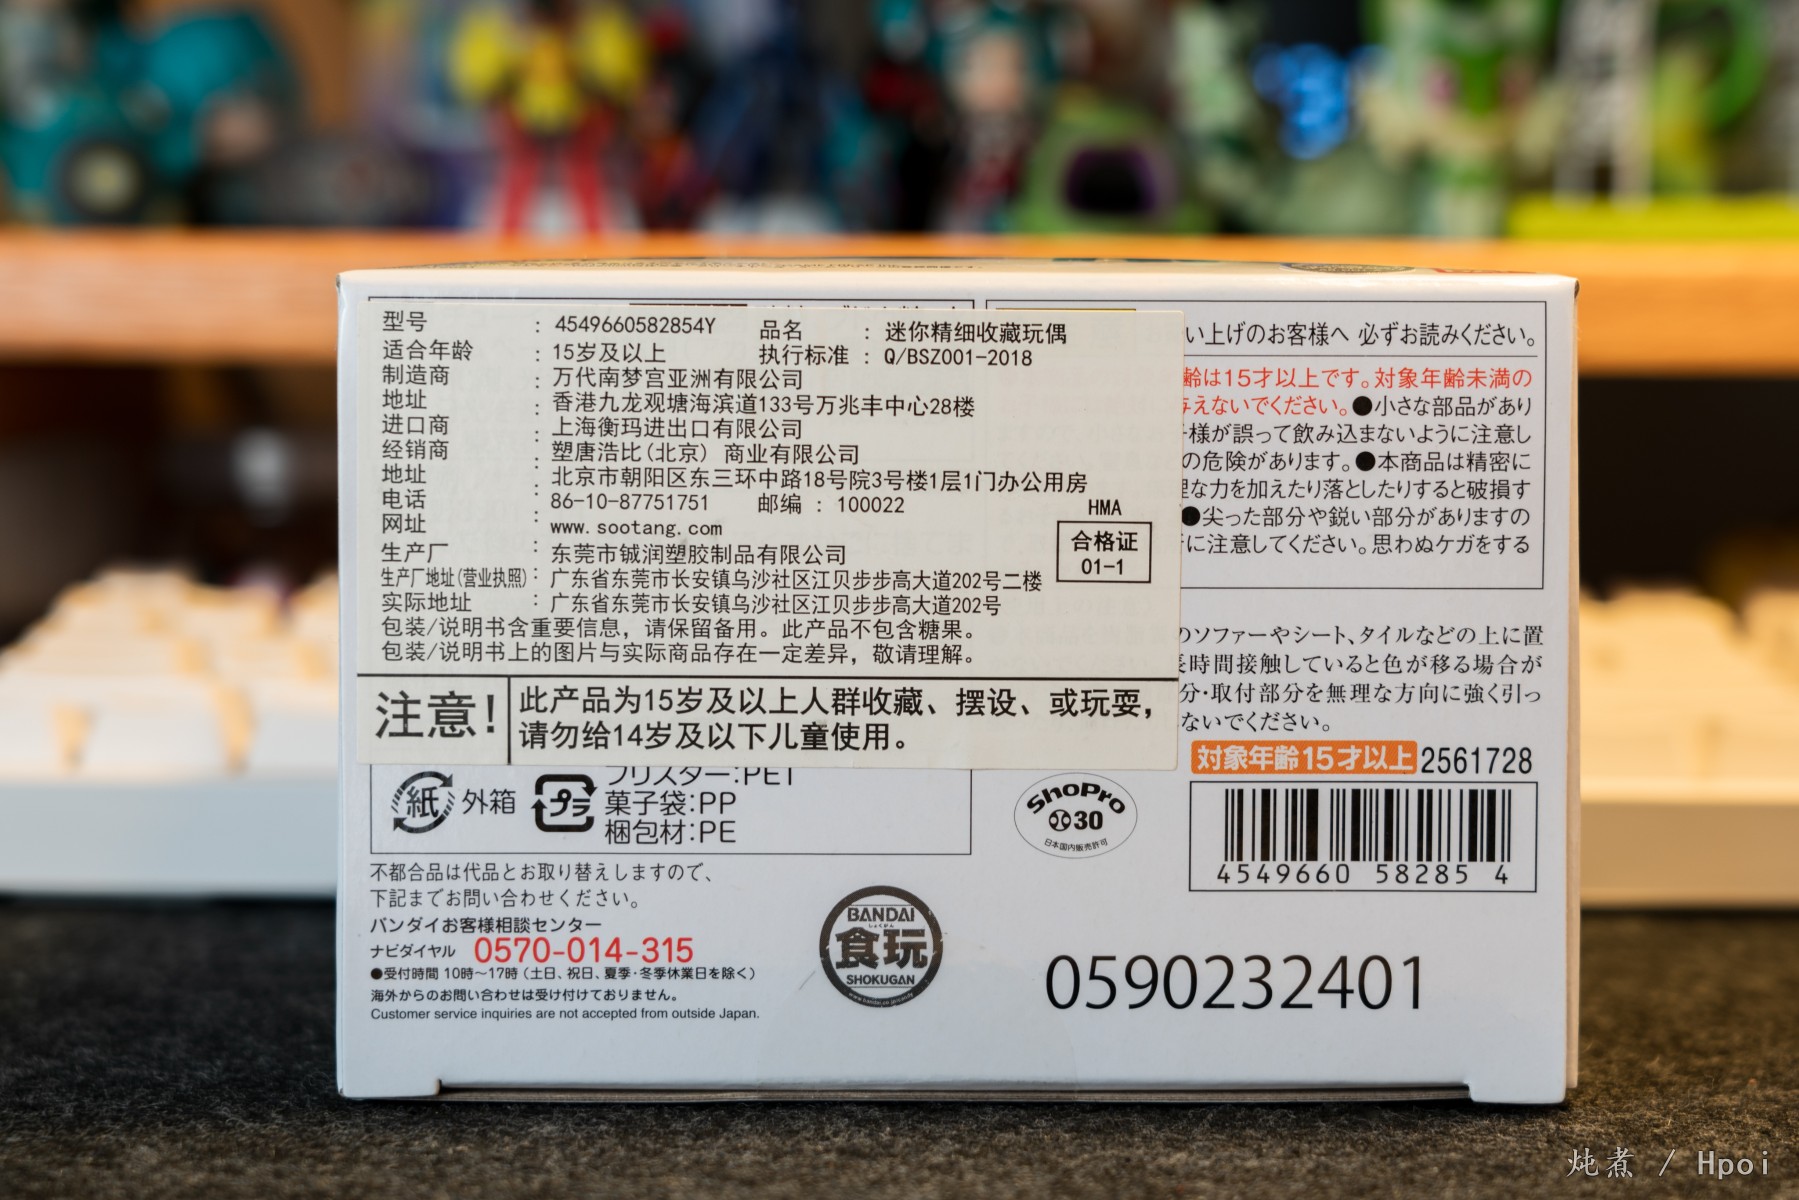 型号 : 4549660582854Y 品名 : 迷你精细收藏玩偶
适合年龄 : 15岁及以上 执行标准 : Q/BSZ001-2018
制造商 : 万代南梦宫亚洲有限公司
地址 : 香港九龙观塘海滨道133号万兆丰中心28楼
进口商 : 上海衡玛进出口有限公司
经销商 : 塑唐浩比(北京) 商业有限公司
地址 : 北京市朝阳区东三环中路18号院3号楼1层1门办公用房
电话 : 86-10-87751751 邮编 : 100022
网址 : www.sootang.com
生产厂 : 东莞市铖润塑胶制品有限公司
生产厂地址(营业执照) : 广东省东莞市长安镇乌沙社区江贝步步高大道202号二楼
实际地址 : 广东省东莞市长安镇乌沙社区江贝步步高大道202号
包装/说明书含重要信息，请保留备用。此产品不包含糖果。
包装/说明书上的图片与实际商品存在一定差异，敬请理解。
HMA
合格证
01-1
注意!
此产品为15岁及以上人群收藏、摆设、或玩耍，
请勿给14岁及以下儿童使用。
い上げのお客様へ 必ずお読みください。
齢は15才以上です。対象年齢未満の
えないでください。●小さな部品があり
様が誤って飲み込まないように注意し
の危険があります。●本商品は精密に
な力を加えたり落としたりすると破損す
●尖った部分や鋭い部分がありますの
に注意してください。思わぬケガをする
のソファーやシート、タイルなどの上に置
時間接触していると色が移る場合が
分・取付部分を無理な方向に強く引っ
ないでください。
対象年齢15才以上 2561728
4549660 58285 4
紙 外箱
プラ
ブリスター:PET
菓子袋:PP
梱包材:PE
ShoPro
30
日本国内販売許可
不都合品は代品とお取り替えしますので、
下記までお問い合わせください。
バンダイお客様相談センター
ナビダイヤル 0570-014-315
●受付時間 10時～17時（土日、祝日、夏季・冬季休業日を除く）
海外からのお問い合わせは受け付けておりません。
Customer service inquiries are not accepted from outside Japan.
BANDAI
しょくがん
食玩
SHOKUGAN
www.bandai.co.jp/candy
0590232401
炖煮 / Hpoi